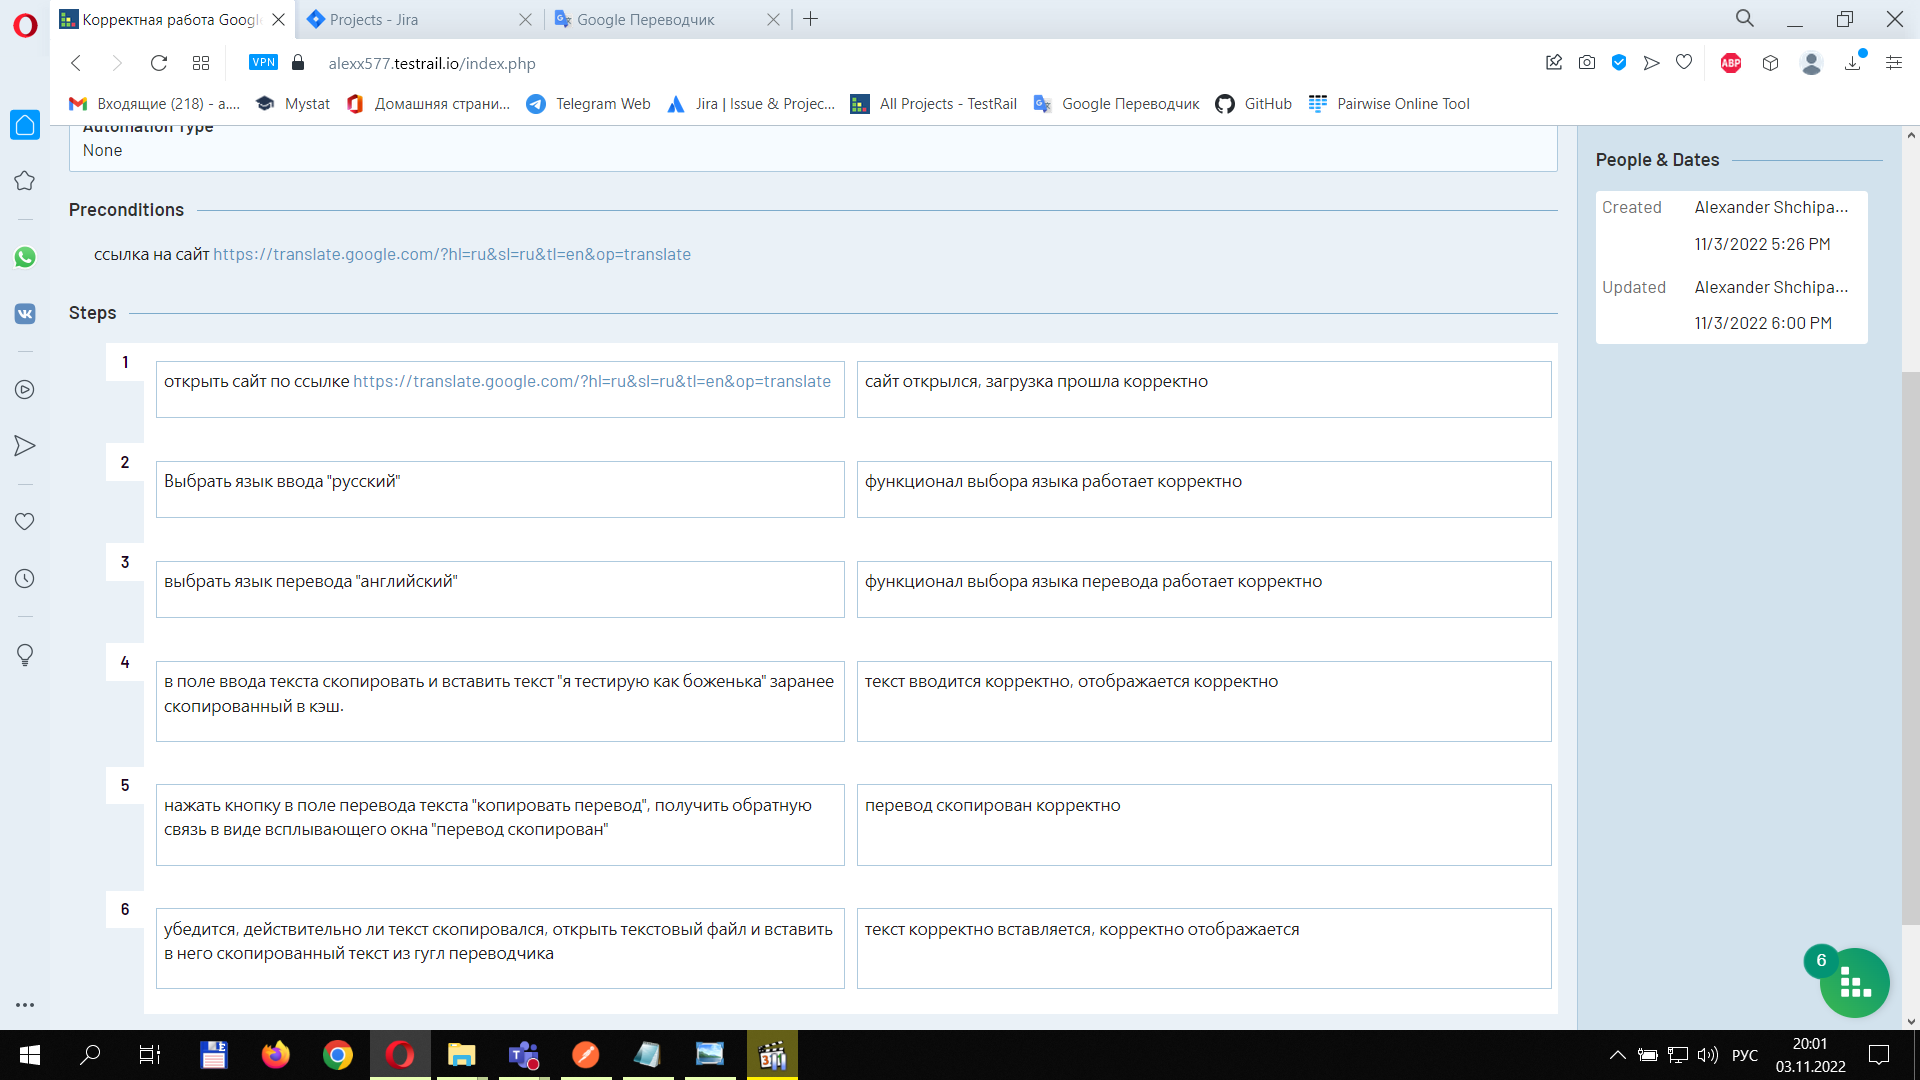 Корректная работа Googl
Projects - Jira
Google Переводчик
VPN
alexx577.testrail.io/index.php
ABP
Входящие (218) - a....
Mystat
Домашняя страни...
Telegram Web
Jira | Issue & Projec...
All Projects - TestRail
Google Переводчик
GitHub
Pairwise Online Tool
Automation Type
None
Preconditions
ссылка на сайт https://translate.google.com/?hl=ru&sl=ru&tl=en&op=translate
Steps
1
открыть сайт по ссылке https://translate.google.com/?hl=ru&sl=ru&tl=en&op=translate
сайт открылся, загрузка прошла корректно
2
Выбрать язык ввода "русский"
функционал выбора языка работает корректно
3
выбрать язык перевода "английский"
функционал выбора языка перевода работает корректно
4
в поле ввода текста скопировать и вставить текст "я тестирую как боженька" заранее
скопированный в кэш.
текст вводится корректно, отображается корректно
5
нажать кнопку в поле перевода текста "копировать перевод", получить обратную
связь в виде всплывающего окна "перевод скопирован"
перевод скопирован корректно
6
убедится, действительно ли текст скопировался, открыть текстовый файл и вставить
в него скопированный текст из гугл переводчика
текст корректно вставляется, корректно отображается
People & Dates
Created
Alexander Shchipa...
11/3/2022 5:26 PM
Updated
Alexander Shchipa...
11/3/2022 6:00 PM
6
РУС
20:01
03.11.2022